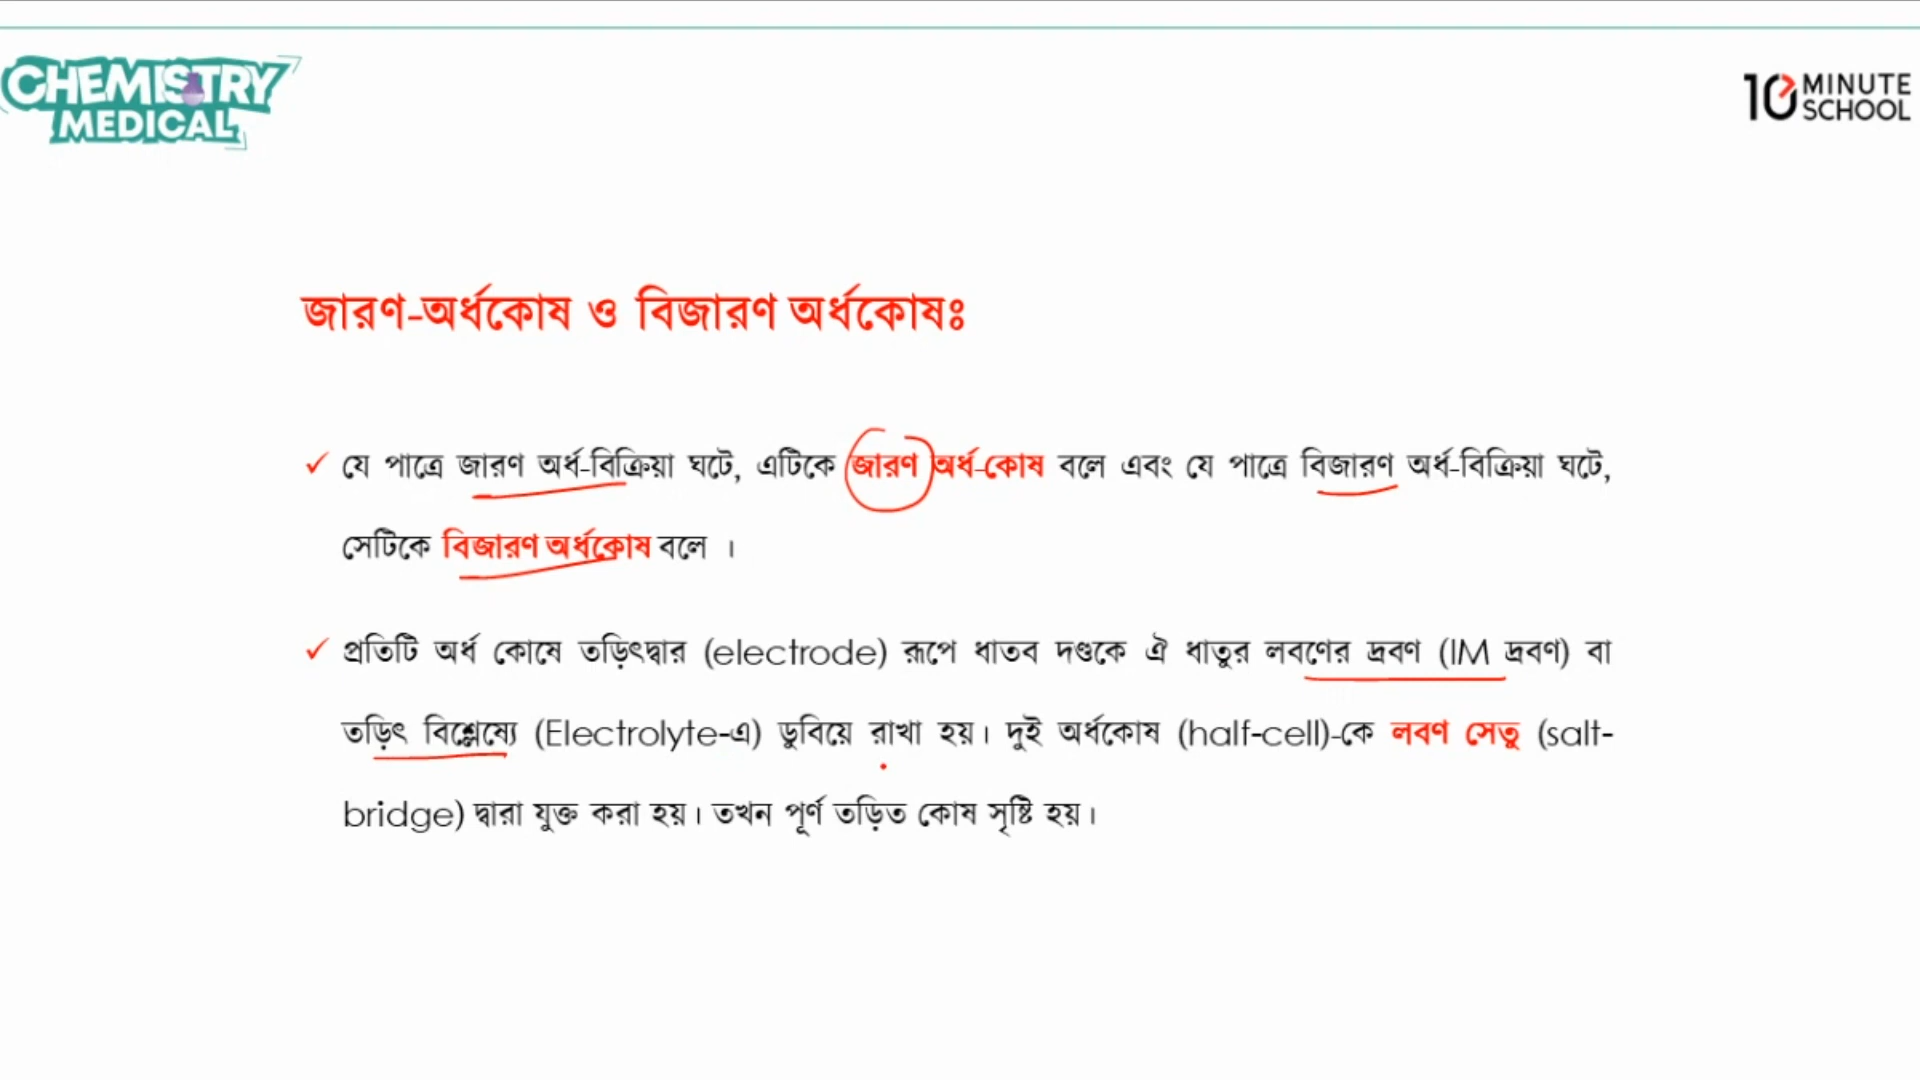 CHEMISTRY
MEDICAL
10 MINUTE
SCHOOL
জারণ-অর্ধকোষ ও বিজারণ অর্ধকোষঃ
যে পাত্রে জারণ অর্ধ-বিক্রিয়া ঘটে, এটিকে জারণ অর্ধ-কোষ বলে এবং যে পাত্রে বিজারণ অর্ধ-বিক্রিয়া ঘটে,
সেটিকে বিজারণ অর্ধকোষ বলে ।
প্রতিটি অর্ধ কোষে তড়িৎদ্বার (electrode) রূপে ধাতব দণ্ডকে ঐ ধাতুর লবণের দ্রবণ (IM দ্রবণ) বা
তড়িৎ বিশ্লেষ্যে (Electrolyte-এ) ডুবিয়ে রাখা হয়। দুই অর্ধকোষ (half-cell)-কে লবণ সেতু (salt-
bridge) দ্বারা যুক্ত করা হয়। তখন পূর্ণ তড়িত কোষ সৃষ্টি হয়।